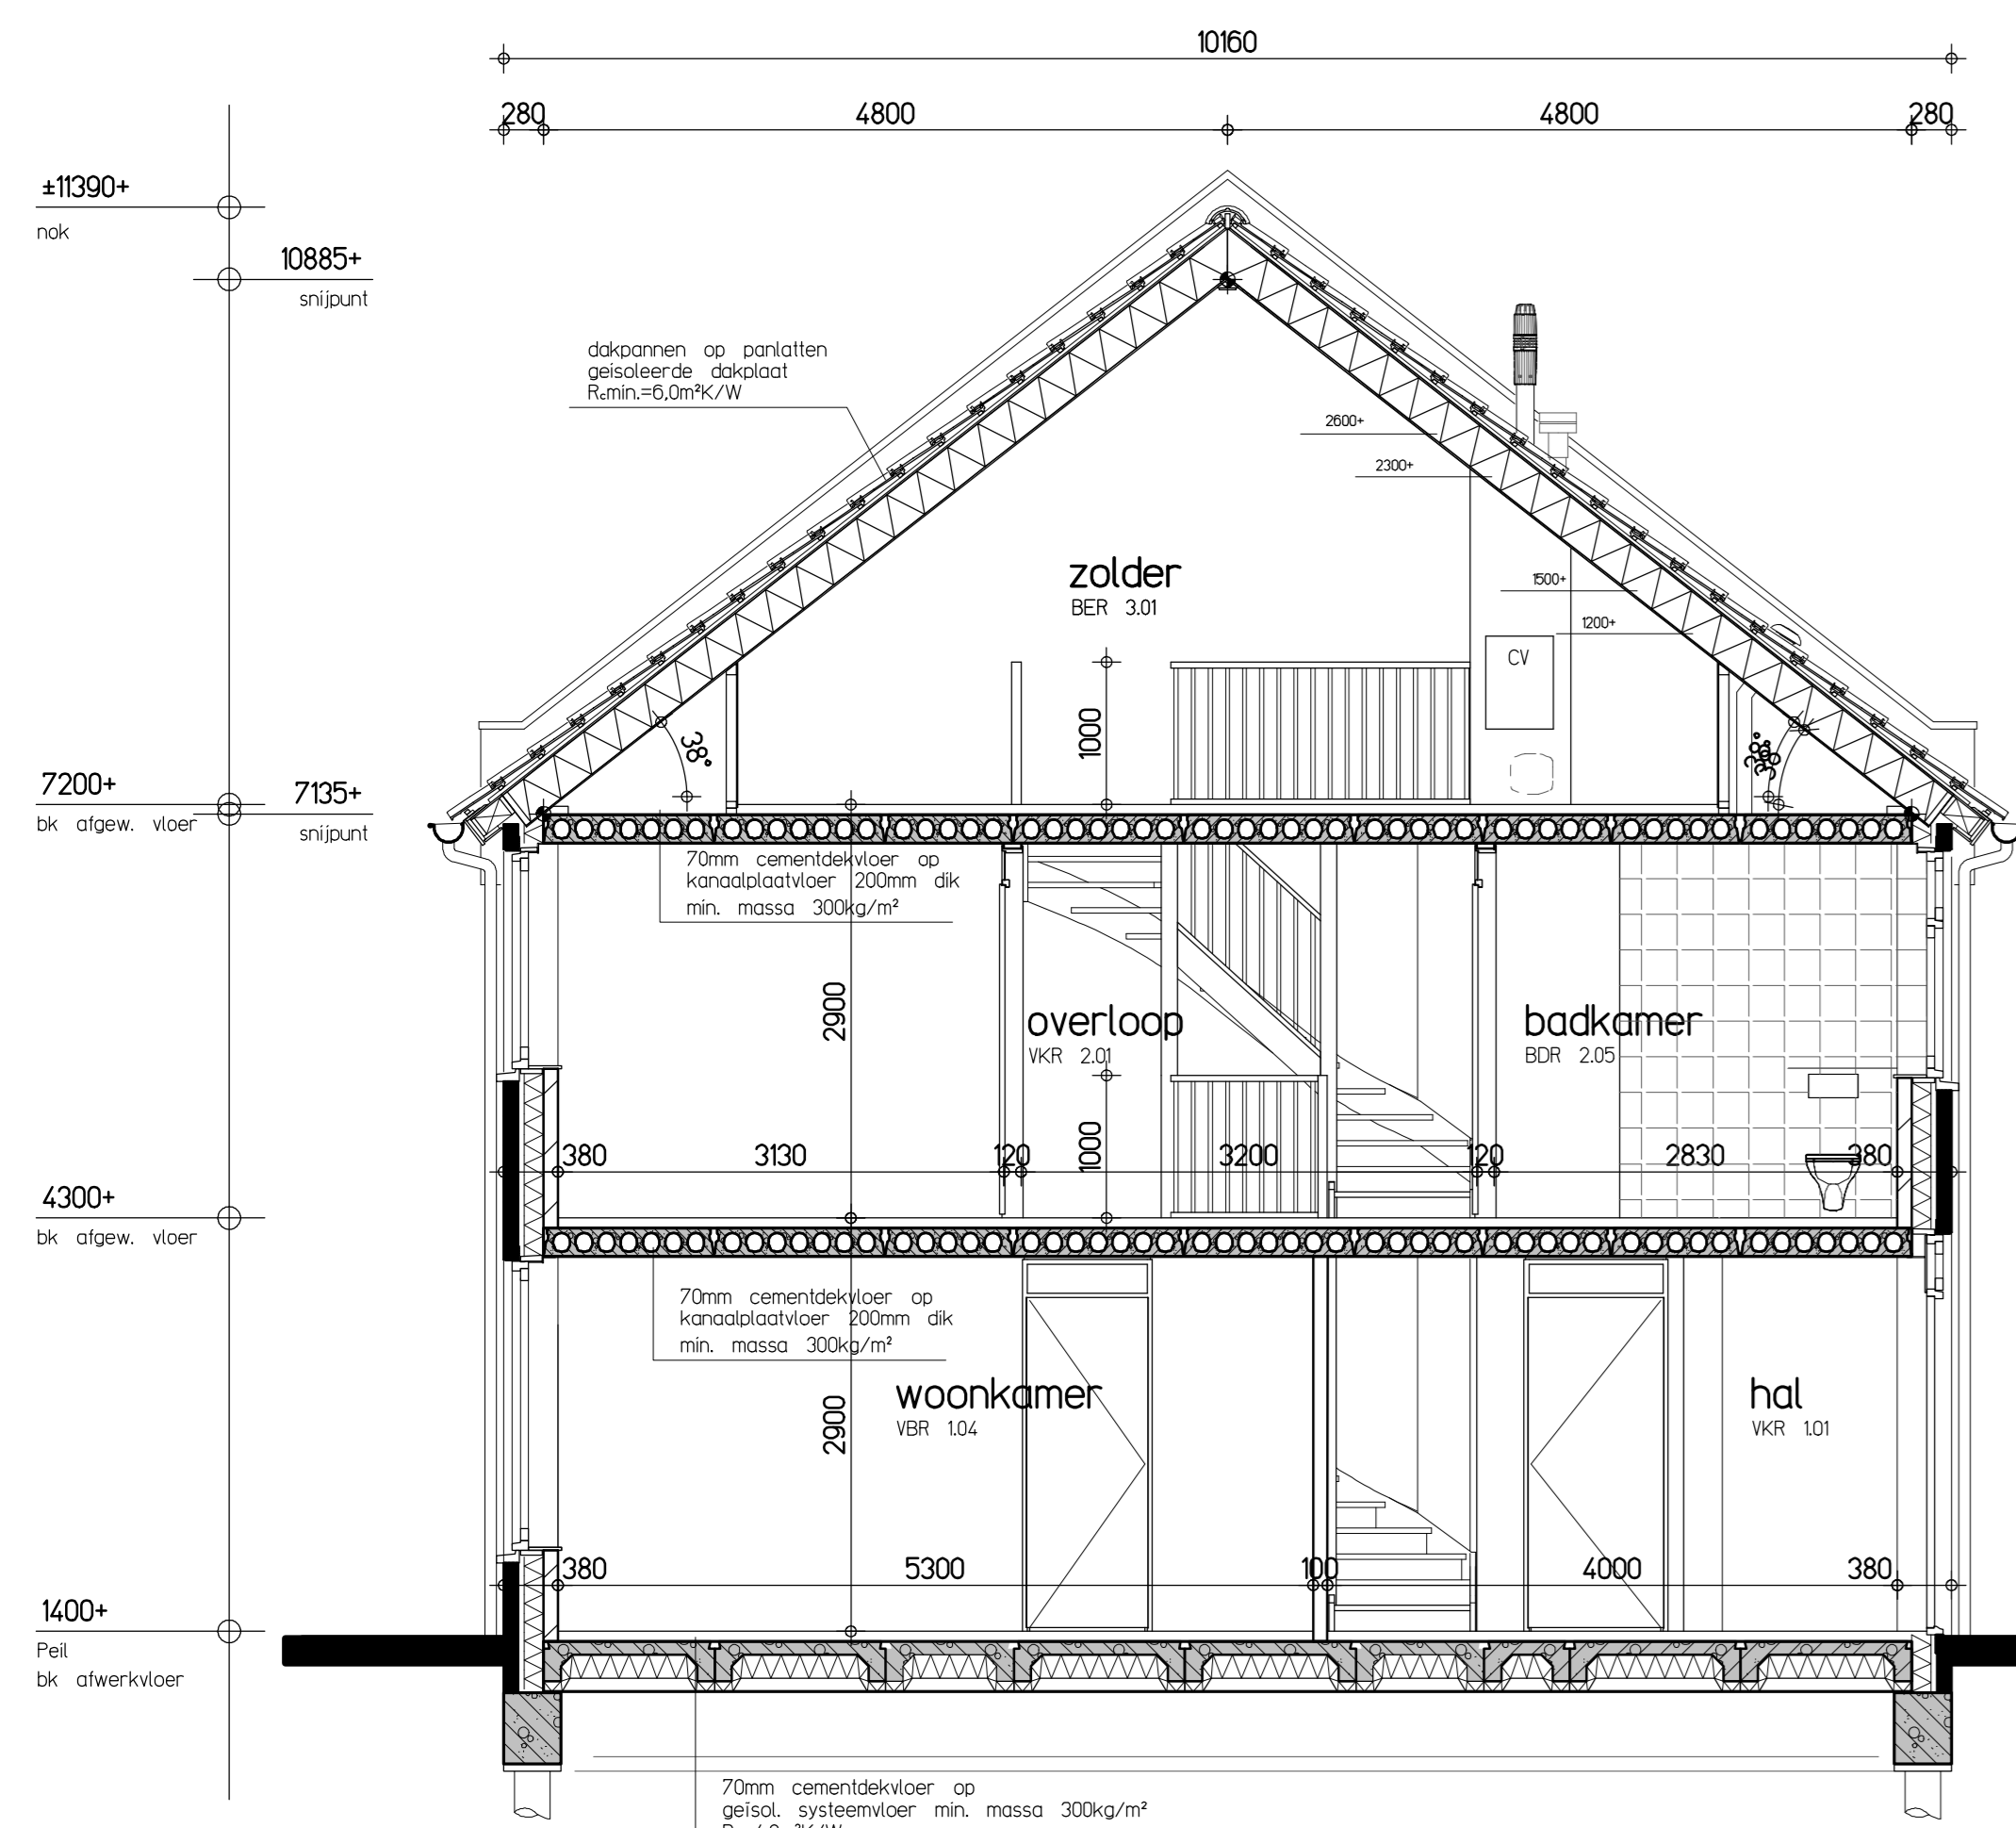 10160
280 4800 4800 280
±11390+
nok
10885+
snijpunt
dakpannen op panlatten
geisoleerde dakplaat
Rcmin.=6,0m²K/W
2600+
2300+
zolder
BER 3.01
1500+
1200+
CV
1000
38°
38°
38°
7200+
bk afgew. vloer
7135+
snijpunt
70mm cementdekvloer op
kanaalplaatvloer 200mm dik
min. massa 300kg/m²
2900
overloop
VKR 2.01
badkamer
BDR 2.05
1000
380 3130 120 3200 120 2830 380
4300+
bk afgew. vloer
70mm cementdekvloer op
kanaalplaatvloer 200mm dik
min. massa 300kg/m²
2900
woonkamer
VBR 1.04
hal
VKR 1.01
380 5300 100 4000 380
1400+
Peil
bk afwerkvloer
70mm cementdekvloer op
geïsol. systeemvloer min. massa 300kg/m²